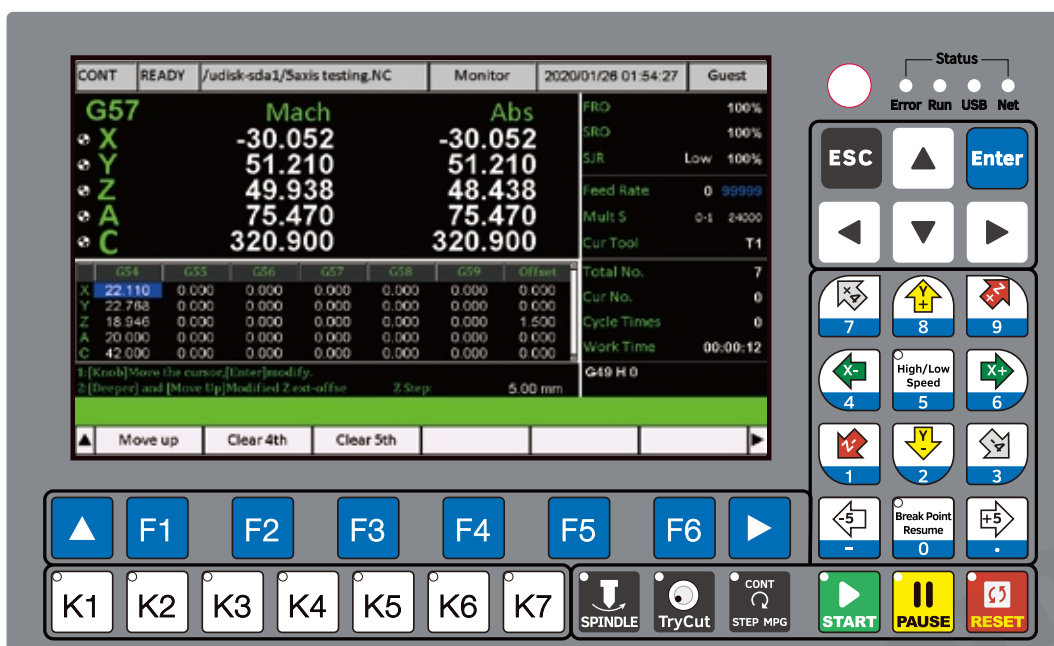 CONT READY /udisk-sda1/5axis testing.NC Monitor 2020/01/26 01:54:27 Guest
G57 Mach Abs
X -30.052 -30.052
Y 51.210 51.210
Z 49.938 48.438
A 75.470 75.470
C 320.900 320.900
FRO 100%
SRO 100%
SJR Low 100%
Feed Rate 0 99999
Mult S 0-1 24000
Cur Tool T1
Total No. 7
Cur No. 0
Cycle Times 0
Work Time 00:00:12
G49 H 0
G54 G55 G56 G57 G58 G59 Offset
X 22.110 0.000 0.000 0.000 0.000 0.000 0.000
Y 22.768 0.000 0.000 0.000 0.000 0.000 0.000
Z 18.946 0.000 0.000 0.000 0.000 0.000 1.500
A 20.000 0.000 0.000 0.000 0.000 0.000 0.000
C 42.000 0.000 0.000 0.000 0.000 0.000 0.000
1:[Knob]Move the cursor,[Enter]modify.
2:[Deeper] and [Move Up]Modified Z ext-offse Z Step: 5.00 mm
Move up Clear 4th Clear 5th
Status
Error Run USB Net
ESC Enter
X 4 Y + X Z
7 8 9
X- High/Low Speed X+
4 5 6
Z- Y - 4
1 2 3
-5 Break Point Resume +5
- 0 .
F1 F2 F3 F4 F5 F6
K1 K2 K3 K4 K5 K6 K7
SPINDLE TryCut CONT STEP MPG START PAUSE RESET